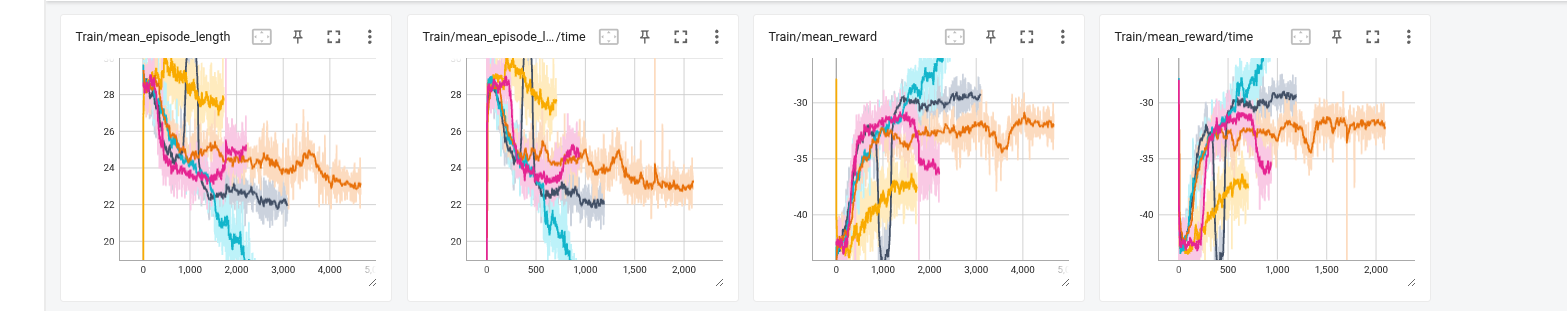 Train/mean_episode_length
28
26
24
22
20
0 1,000 2,000 3,000 4,000
Train/mean_episode_l.../time
28
26
24
22
20
0 500 1,000 1,500 2,000
Train/mean_reward
-30
-35
-40
0 1,000 2,000 3,000 4,000
Train/mean_reward/time
-30
-35
-40
0 500 1,000 1,500 2,000